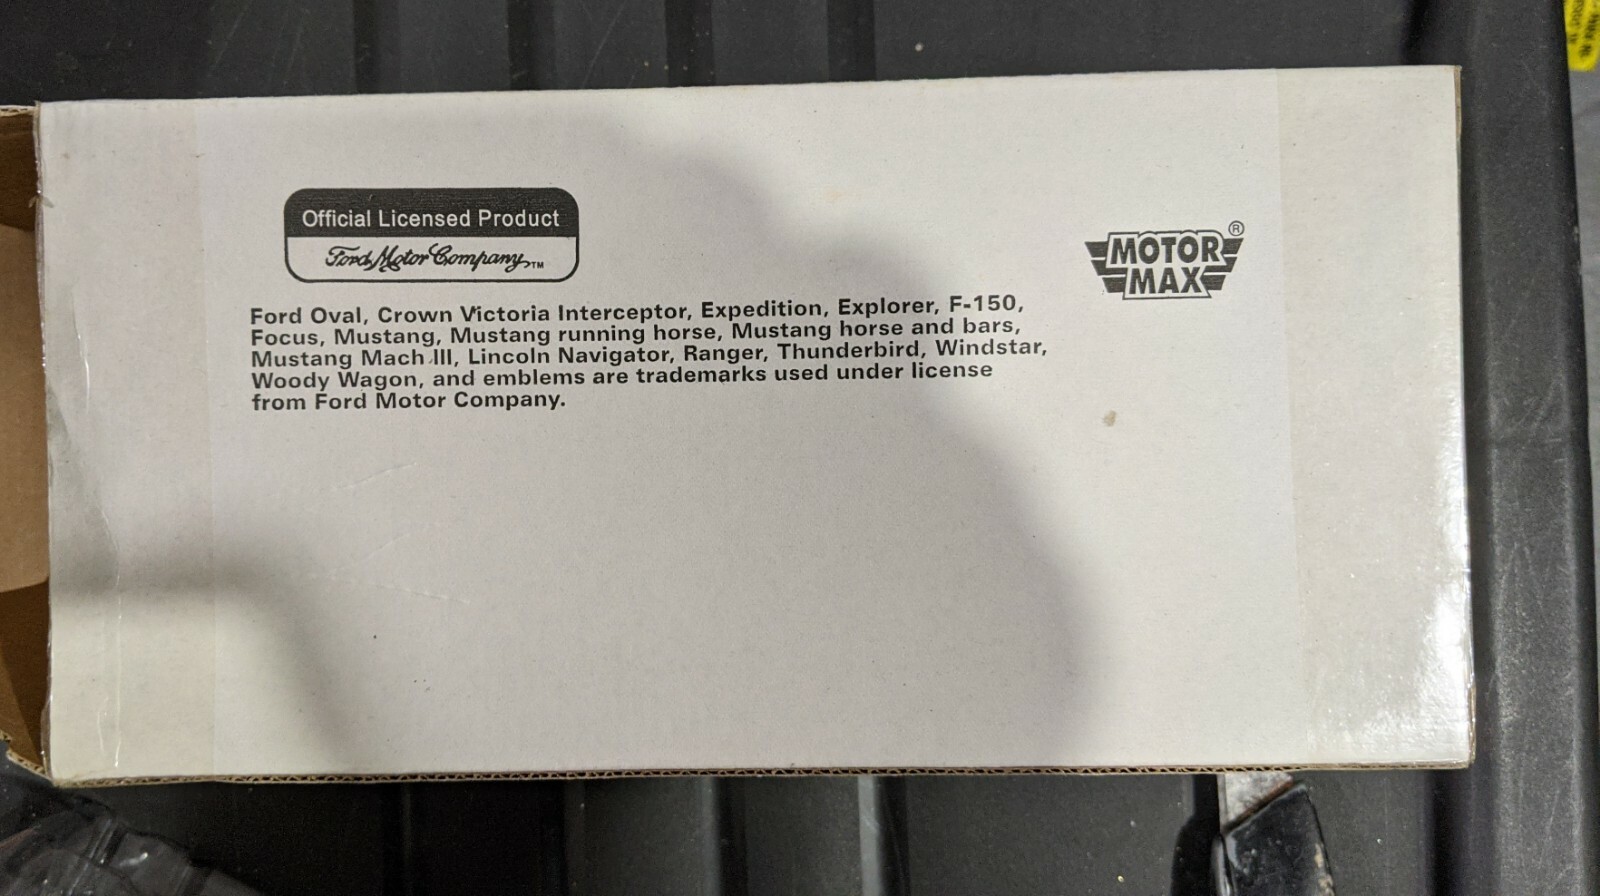 Official Licensed Product
Ford Motor Company™
MOTOR®
MAX
Ford Oval, Crown Victoria Interceptor, Expedition, Explorer, F-150,
Focus, Mustang, Mustang running horse, Mustang horse and bars,
Mustang Mach III, Lincoln Navigator, Ranger, Thunderbird, Windstar,
Woody Wagon, and emblems are trademarks used under license
from Ford Motor Company.